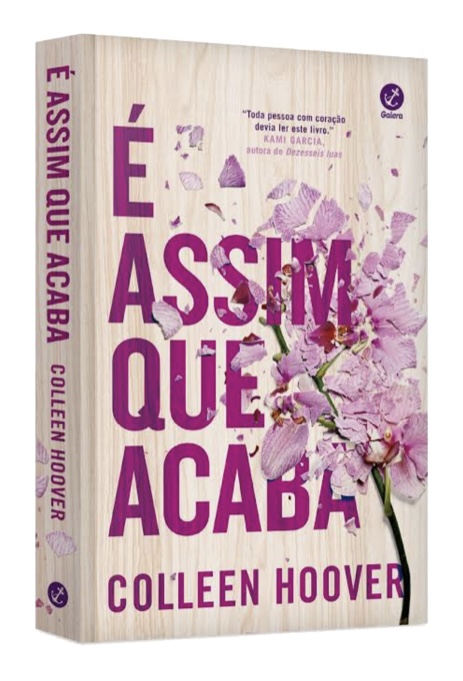 É ASSIM QUE ACABA COLLEEN HOOVER
Galera
"Toda pessoa com coração
devia ler este livro."
KAMI GARCIA,
autora de Dezesseis luas
É
ASSIM
QUE
ACABA
COLLEEN HOOVER